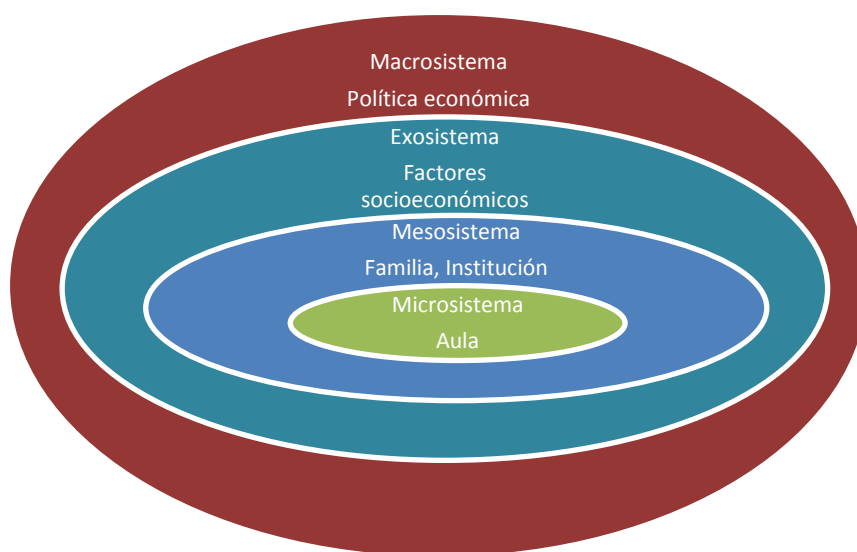 Macrosistema
Política económica
Exosistema
Factores
socioeconómicos
Mesosistema
Familia, Institución
Microsistema
Aula